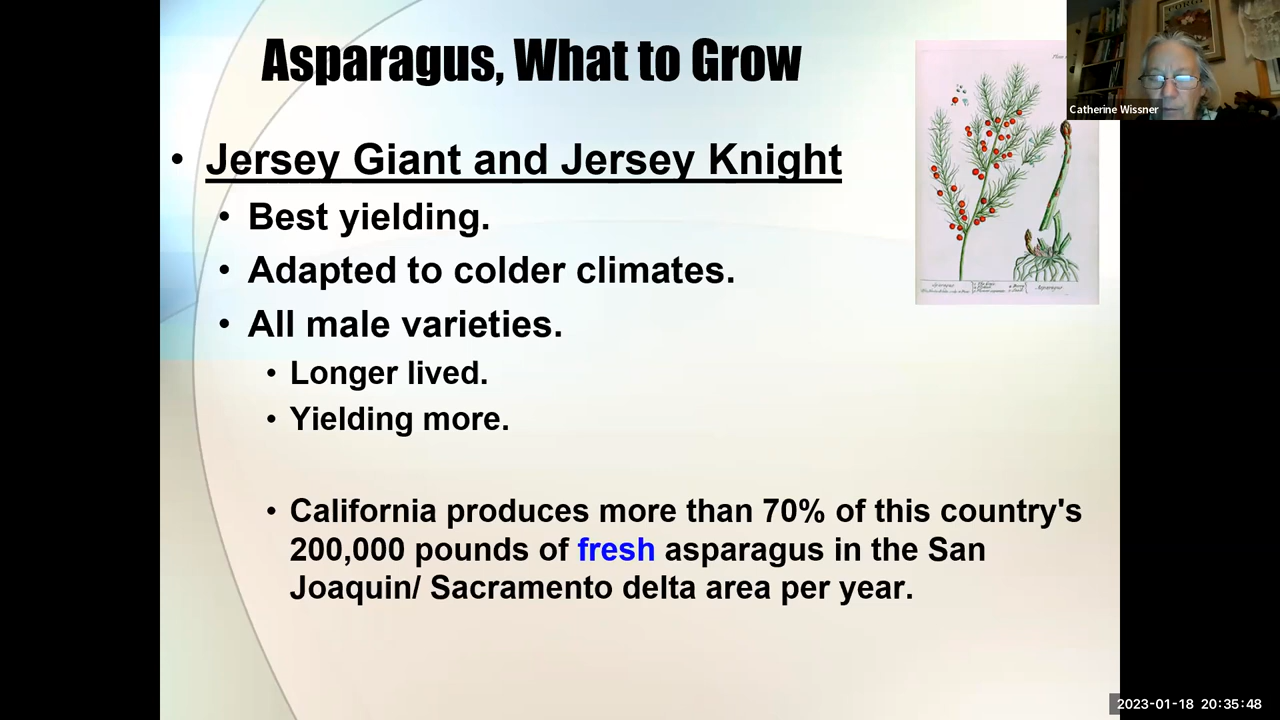 Asparagus, What to Grow
• Jersey Giant and Jersey Knight
• Best yielding.
• Adapted to colder climates.
• All male varieties.
• Longer lived.
• Yielding more.
• California produces more than 70% of this country's
200,000 pounds of fresh asparagus in the San
Joaquin/ Sacramento delta area per year.
Asparagus
Catherine Wissner
2023-01-18 20:35:48